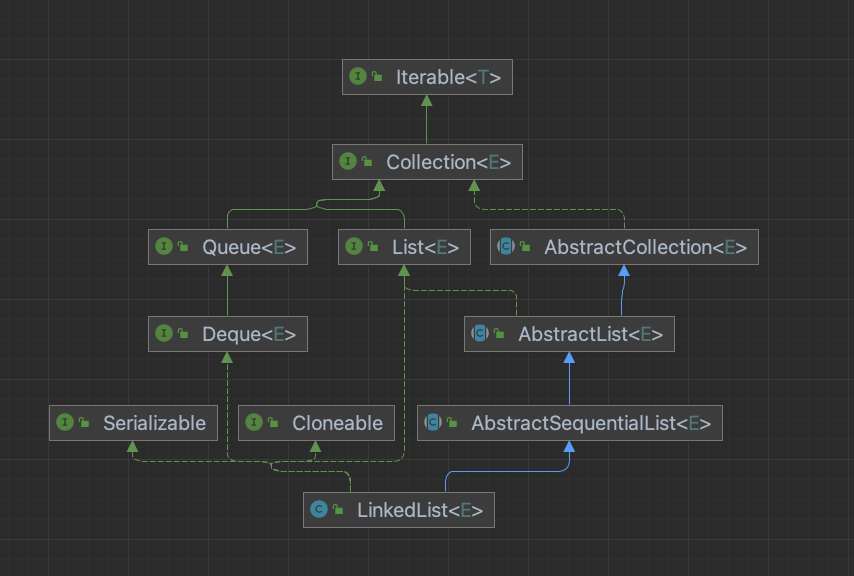 I Iterable<T>
I Collection<E>
I Queue<E>
I List<E>
C AbstractCollection<E>
I Deque<E>
C AbstractList<E>
I Serializable
I Cloneable
C AbstractSequentialList<E>
C LinkedList<E>